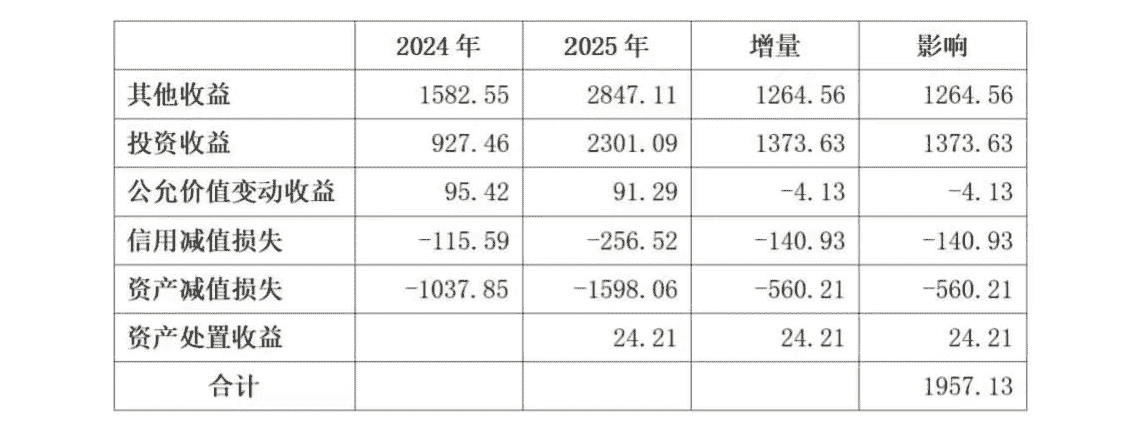 2024 年 2025 年 增量 影响
其他收益 1582.55 2847.11 1264.56 1264.56
投资收益 927.46 2301.09 1373.63 1373.63
公允价值变动收益 95.42 91.29 -4.13 -4.13
信用减值损失 -115.59 -256.52 -140.93 -140.93
资产减值损失 -1037.85 -1598.06 -560.21 -560.21
资产处置收益 24.21 24.21 24.21
合计 1957.13